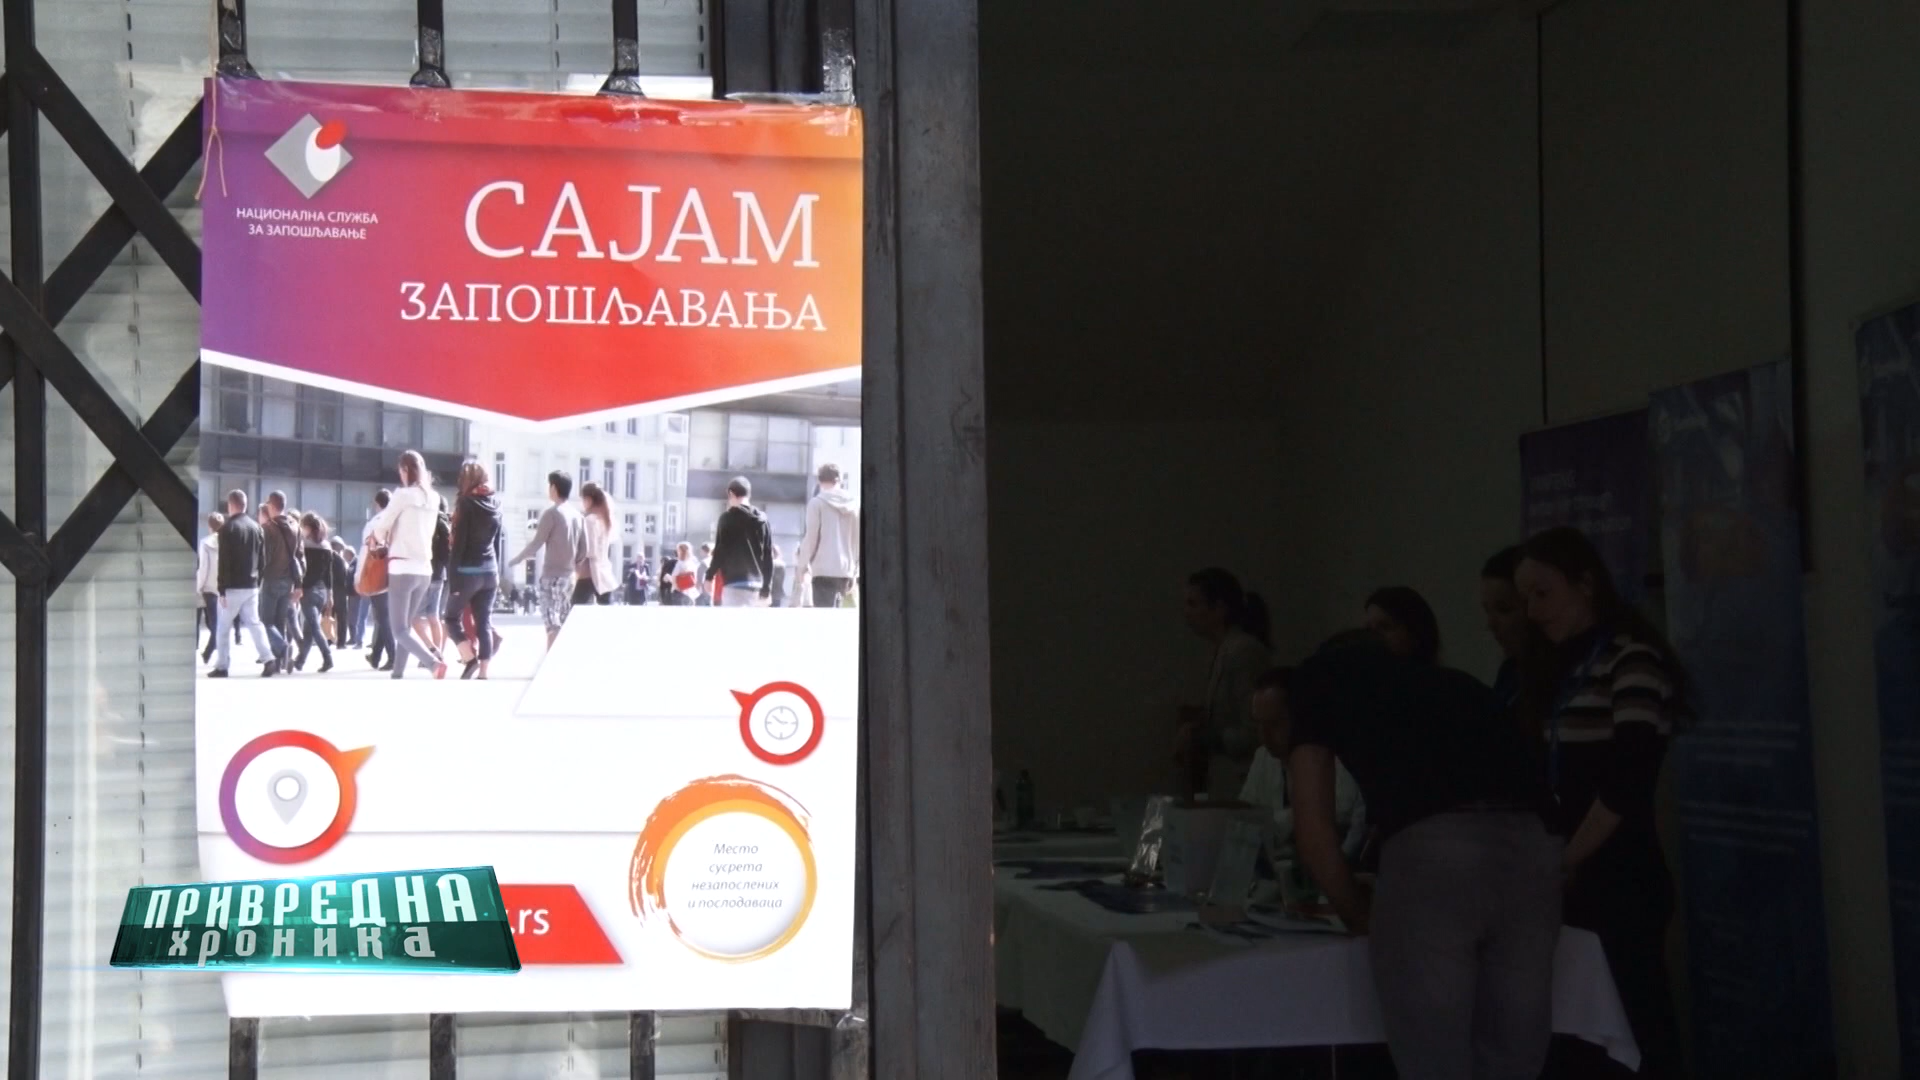 НАЦИОНАЛНА СЛУЖБА
ЗА ЗАПОШЉАВАЊЕ
САЈАМ
ЗАПОШЉАВАЊА
Место
сусрета
незапослених
и послодаваца
.rs
ПРИВРЕДНА
хроника